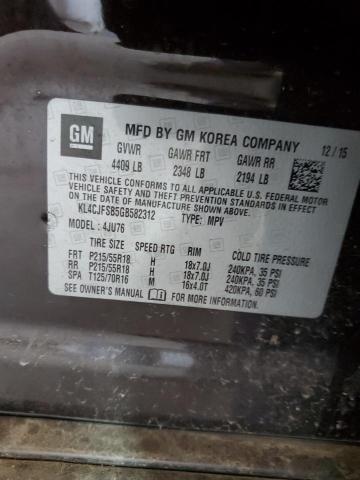 GM
MFD BY GM KOREA COMPANY
12/15
GVWR GAWR FRT GAWR RR
4409 LB 2348 LB 2194 LB
THIS VEHICLE CONFORMS TO ALL APPLICABLE U.S. FEDERAL MOTOR
VEHICLE SAFETY AND THEFT PREVENTION STANDARDS IN EFFECT
ON THE DATE OF MANUFACTURE SHOWN ABOVE.
KL4CJFSB5GB582312 TYPE: MPV
MODEL: 4JU76
TIRE SIZE SPEED RTG RIM COLD TIRE PRESSURE
FRT P215/55R18 H 18x7.0J 240KPA, 35 PSI
RR P215/55R18 H 18x7.0J 240KPA, 35 PSI
SPA T125/70R16 M 16x4.0T 420KPA, 60 PSI
SEE OWNER'S MANUAL FOR MORE INFORMATION.